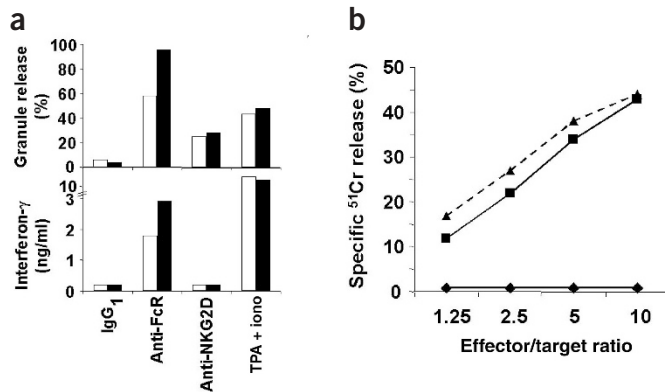 a
Granule release
(%)
100
80
60
40
20
0
Interferon-γ
(ng/ml)
10
3
2
1
0
IgG1
Anti-FcR
Anti-NKG2D
TPA + iono
b
Specific 51Cr release (%)
50
40
30
20
10
0
1.25
2.5
5
10
Effector/target ratio